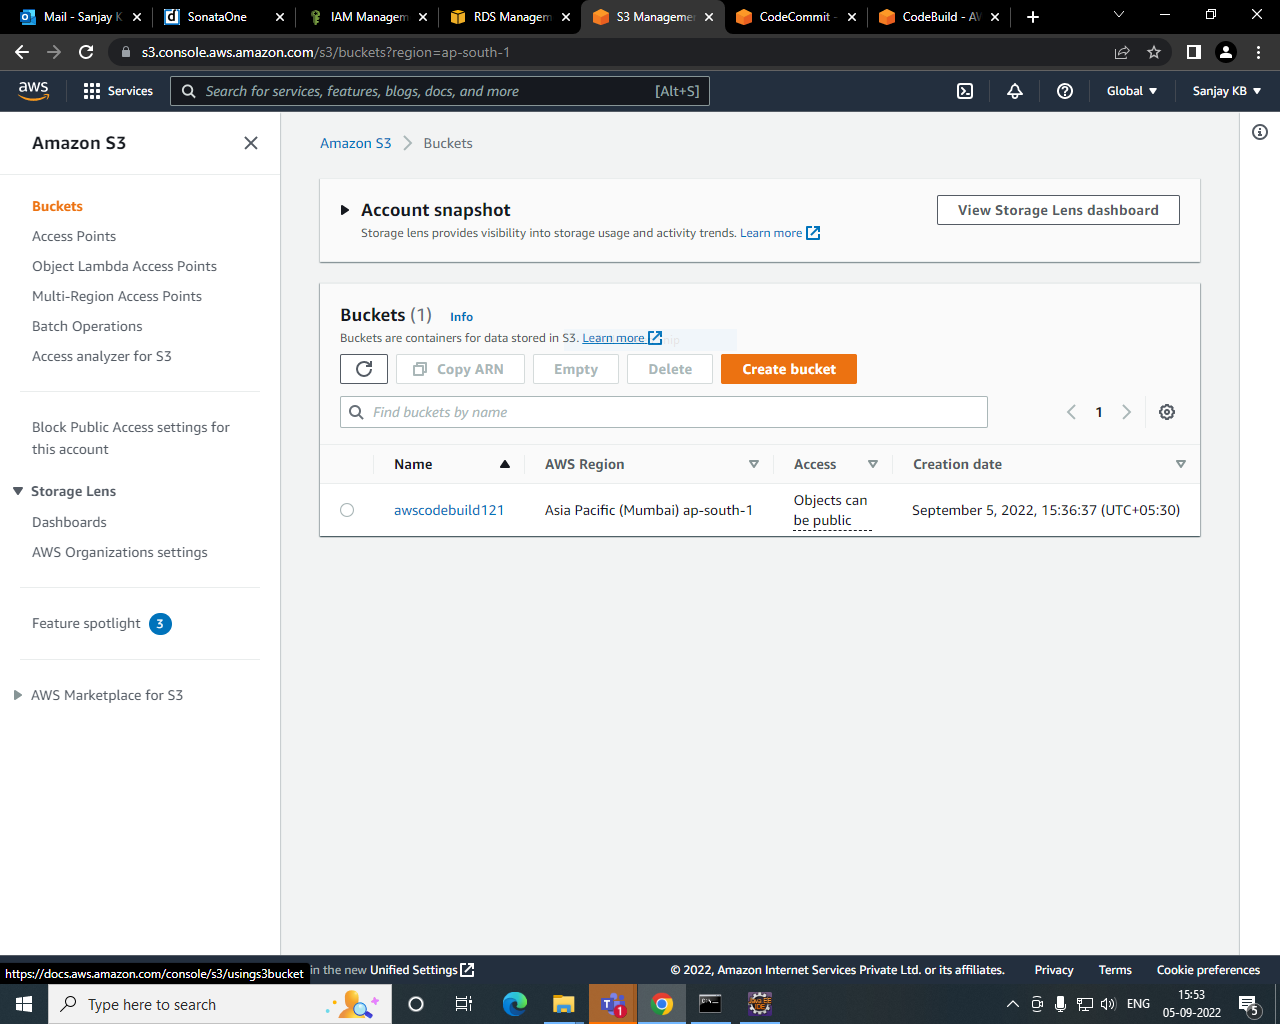 Mail - Sanjay K
SonataOne
IAM Managem
RDS Managem
S3 Manageme
CodeCommit -
CodeBuild - AV
s3.console.aws.amazon.com/s3/buckets?region=ap-south-1
aws
Services
Search for services, features, blogs, docs, and more
[Alt+S]
Global
Sanjay KB
Amazon S3
Buckets
Access Points
Object Lambda Access Points
Multi-Region Access Points
Batch Operations
Access analyzer for S3
Block Public Access settings for
this account
Storage Lens
Dashboards
AWS Organizations settings
Feature spotlight 3
AWS Marketplace for S3
Amazon S3
Buckets
Account snapshot
Storage lens provides visibility into storage usage and activity trends. Learn more
View Storage Lens dashboard
Buckets (1) Info
Buckets are containers for data stored in S3. Learn more
Copy ARN
Empty
Delete
Create bucket
Find buckets by name
1
Name
AWS Region
Access
Creation date
awscodebuild121
Asia Pacific (Mumbai) ap-south-1
Objects can
be public
September 5, 2022, 15:36:37 (UTC+05:30)
https://docs.aws.amazon.com/console/s3/usings3bucket
in the new Unified Settings
© 2022, Amazon Internet Services Private Ltd. or its affiliates.
Privacy
Terms
Cookie preferences
Type here to search
1
ENG
15:53
05-09-2022
5